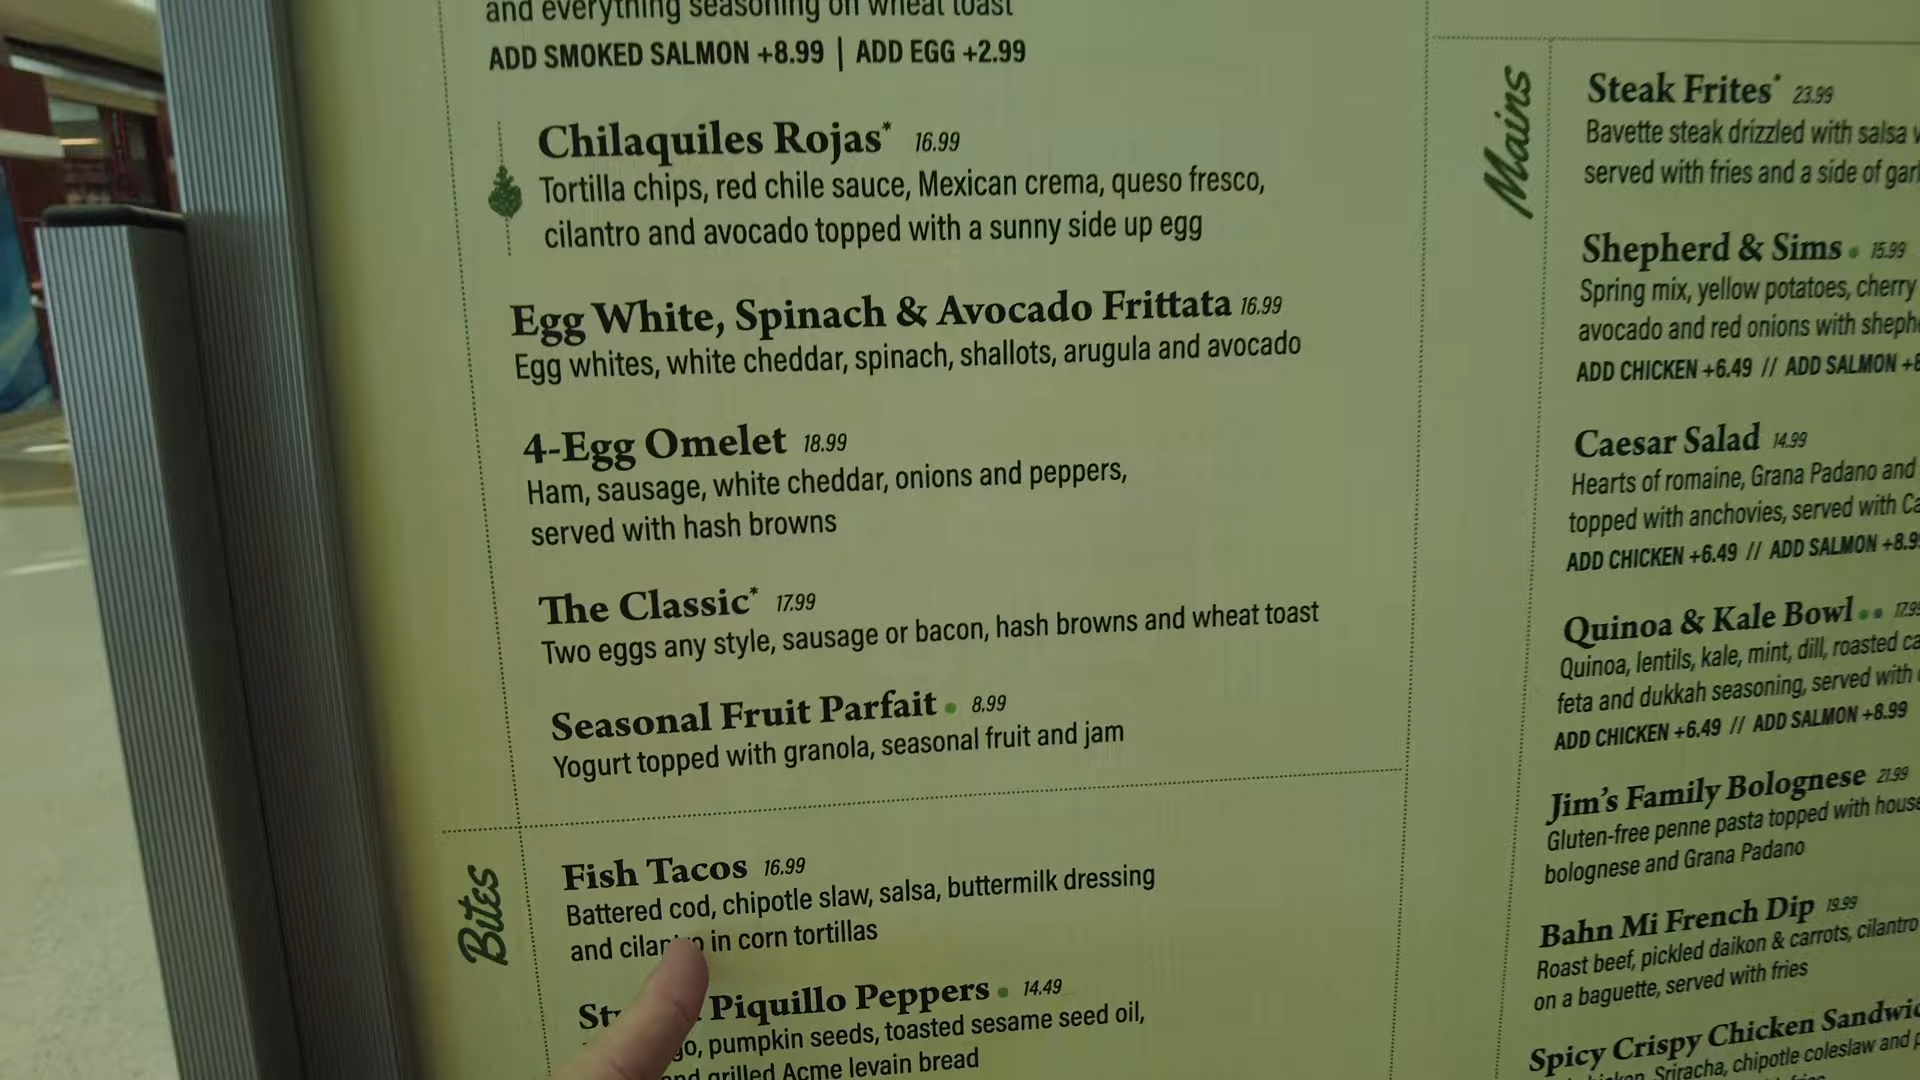 and everything seasoning on wheat toast
ADD SMOKED SALMON +8.99 | ADD EGG +2.99
Chilaquiles Rojas* 16.99
Tortilla chips, red chile sauce, Mexican crema, queso fresco,
cilantro and avocado topped with a sunny side up egg
Egg White, Spinach & Avocado Frittata 16.99
Egg whites, white cheddar, spinach, shallots, arugula and avocado
4-Egg Omelet 18.99
Ham, sausage, white cheddar, onions and peppers,
served with hash browns
The Classic* 17.99
Two eggs any style, sausage or bacon, hash browns and wheat toast
Seasonal Fruit Parfait • 8.99
Yogurt topped with granola, seasonal fruit and jam
Bites
Fish Tacos 16.99
Battered cod, chipotle slaw, salsa, buttermilk dressing
and cilantro in corn tortillas
Piquillo Peppers • 14.49
pumpkin seeds, toasted sesame seed oil,
and grilled Acme levain bread
Mains
Steak Frites* 23.99
Bavette steak drizzled with salsa
served with fries and a side of
Shepherd & Sims • 15.99
Spring mix, yellow potatoes, cherry
avocado and red onions with
ADD CHICKEN +6.49 // ADD SALMON
Caesar Salad 14.99
Hearts of romaine, Grana Padano and
topped with anchovies, served with
ADD CHICKEN +6.49 // ADD SALMON +8.9
Quinoa & Kale Bowl •• 17.99
Quinoa, lentils, kale, mint, dill, roasted
feta and dukkah seasoning, served with
ADD CHICKEN +6.49 // ADD SALMON +8.99
Jim's Family Bolognese 21.99
Gluten-free penne pasta topped with house
bolognese and Grana Padano
Bahn Mi French Dip 19.99
Roast beef, pickled daikon & carrots, cilantro
on a baguette, served with fries
Spicy Crispy Chicken
Sriracha, chipotle coleslaw and